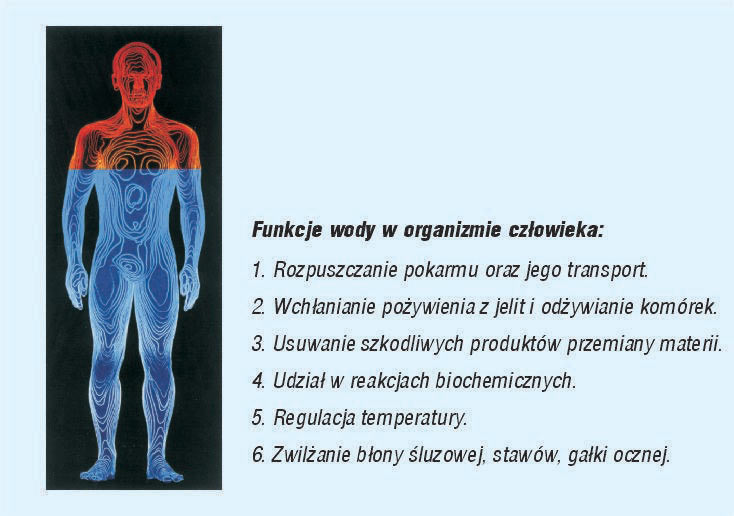 Funkcje wody w organizmie człowieka:
1. Rozpuszczanie pokarmu oraz jego transport.
2. Wchłanianie pożywienia z jelit i odżywianie komórek.
3. Usuwanie szkodliwych produktów przemiany materii.
4. Udział w reakcjach biochemicznych.
5. Regulacja temperatury.
6. Zwilżanie błony śluzowej, stawów, gałki ocznej.